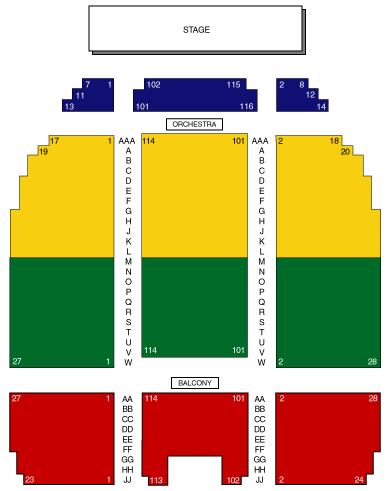 STAGE
7 1 102 115 2 8
11 12
13 101 116 14
ORCHESTRA
17 1 AAA 114 101 AAA 2 18
19 A A 20
B B
C C
D D
E E
F F
G G
H H
J J
K K
L L
M M
N N
O O
P P
Q Q
R R
S S
T T
U U
V 114 101 V
27 1 W W 2 28
BALCONY
27 1 AA 114 101 AA 2 28
BB BB
CC CC
DD DD
EE EE
FF FF
GG GG
HH HH
23 1 JJ 113 102 JJ 2 24